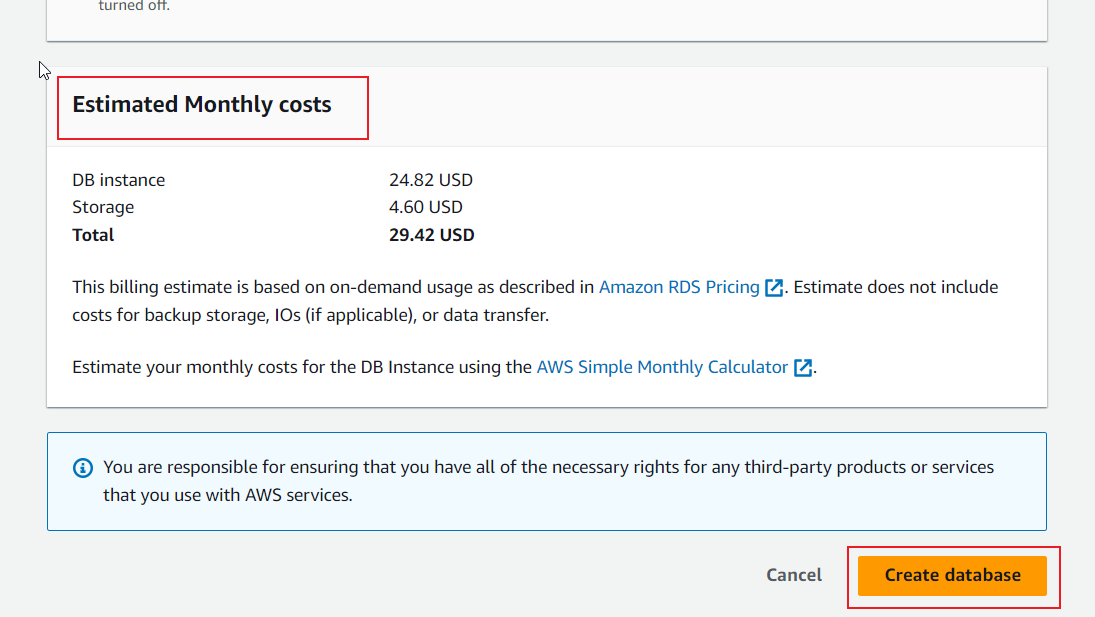 turned off.
Estimated Monthly costs
DB instance 24.82 USD
Storage 4.60 USD
Total 29.42 USD
This billing estimate is based on on-demand usage as described in Amazon RDS Pricing. Estimate does not include
costs for backup storage, IOs (if applicable), or data transfer.
Estimate your monthly costs for the DB Instance using the AWS Simple Monthly Calculator.
You are responsible for ensuring that you have all of the necessary rights for any third-party products or services
that you use with AWS services.
Cancel Create database